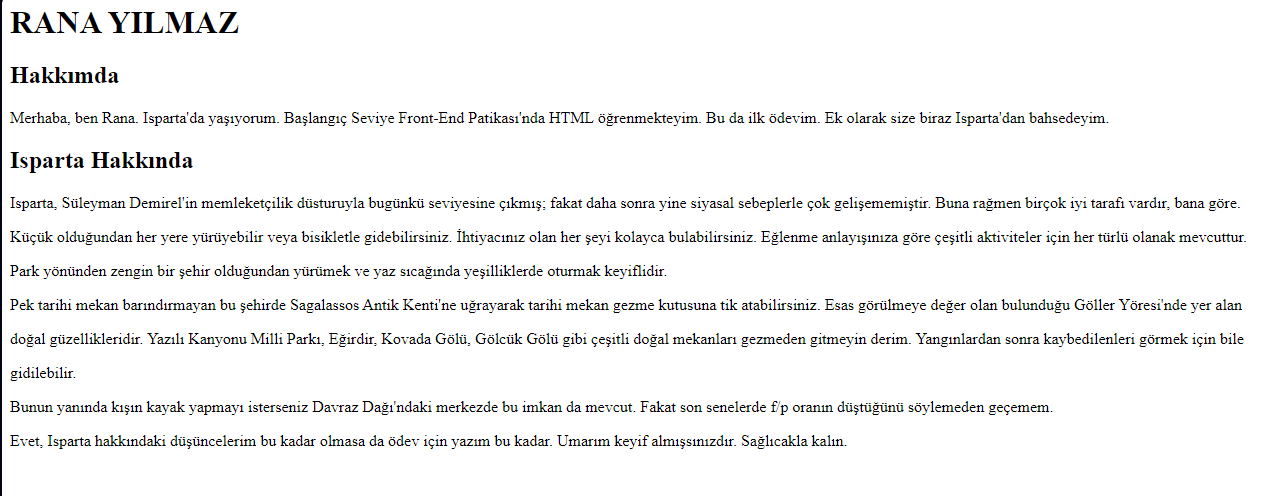 RANA YILMAZ
Hakkımda
Merhaba, ben Rana. Isparta'da yaşıyorum. Başlangıç Seviye Front-End Patikası'nda HTML öğrenmekteyim. Bu da ilk ödevim. Ek olarak size biraz Isparta'dan bahsedeyim.
Isparta Hakkında
Isparta, Süleyman Demirel'in memleketçilik düsturuyla bugünkü seviyesine çıkmış; fakat daha sonra yine siyasal sebeplerle çok gelişememiştir. Buna rağmen birçok iyi tarafı vardır, bana göre.
Küçük olduğundan her yere yürüyebilir veya bisikletle gidebilirsiniz. İhtiyacınız olan her şeyi kolayca bulabilirsiniz. Eğlenme anlayışınıza göre çeşitli aktiviteler için her türlü olanak mevcuttur.
Park yönünden zengin bir şehir olduğundan yürümek ve yaz sıcağında yeşilliklerde oturmak keyiflidir.
Pek tarihi mekan barındırmayan bu şehirde Sagalassos Antik Kenti'ne uğrayarak tarihi mekan gezme kutusuna tik atabilirsiniz. Esas görülmeye değer olan bulunduğu Göller Yöresi'nde yer alan
doğal güzellikleridir. Yazılı Kanyonu Milli Parkı, Eğirdir, Kovada Gölü, Gölcük Gölü gibi çeşitli doğal mekanları gezmeden gitmeyin derim. Yangınlardan sonra kaybedilenleri görmek için bile
gidilebilir.
Bunun yanında kışın kayak yapmayı isterseniz Davraz Dağı'ndaki merkezde bu imkan da mevcut. Fakat son senelerde f/p oranın düştüğünü söylemeden geçemem.
Evet, Isparta hakkındaki düşüncelerim bu kadar olmasa da ödev için yazım bu kadar. Umarım keyif almışsınızdır. Sağlıcakla kalın.